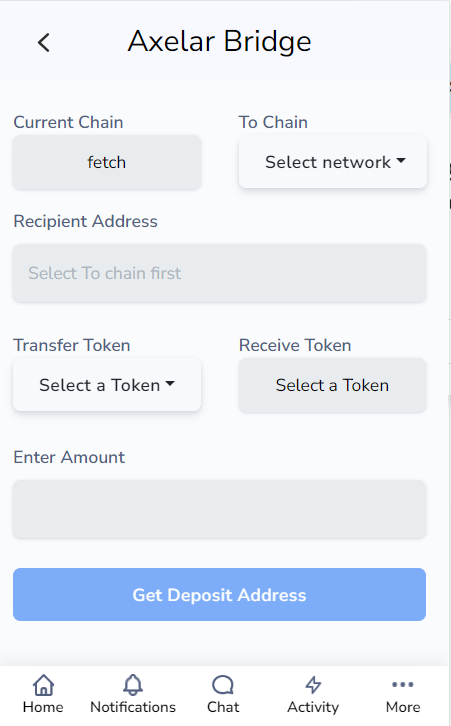 Axelar Bridge
Current Chain
To Chain
fetch
Select network
Recipient Address
Select To chain first
Transfer Token
Receive Token
Select a Token
Select a Token
Enter Amount
Get Deposit Address
Home
Notifications
Chat
Activity
More